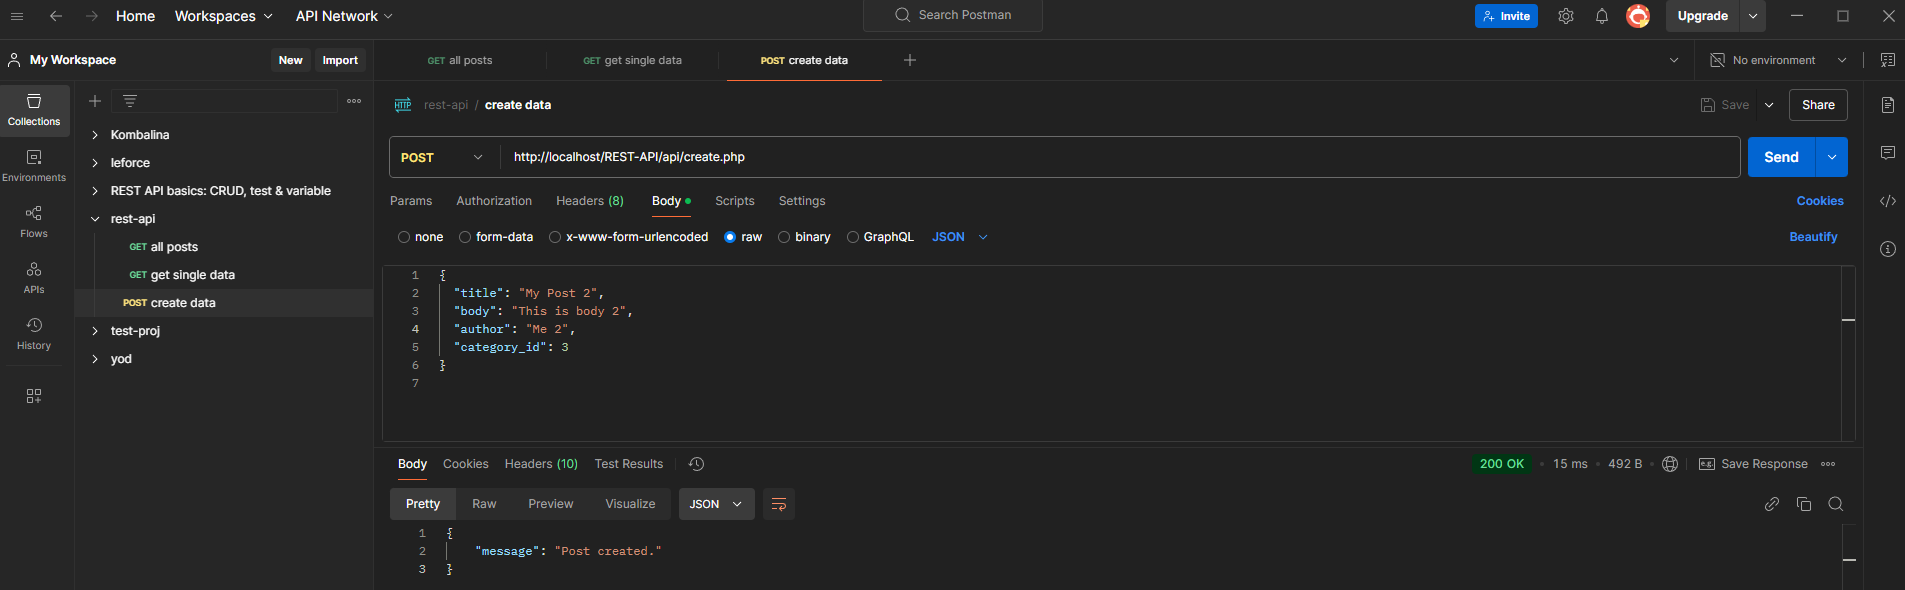 Home Workspaces API Network Search Postman Invite Upgrade
My Workspace New Import GET all posts GET get single data POST create data No environment
Collections
Environments
Flows
APIs
History
Kombalina
leforce
REST API basics: CRUD, test & variable
rest-api
GET all posts
GET get single data
POST create data
test-proj
yod
HTTP rest-api / create data Save Share
POST http://localhost/REST-API/api/create.php Send
Params Authorization Headers (8) Body Scripts Settings Cookies
none form-data x-www-form-urlencoded raw binary GraphQL JSON Beautify
1 {
2 "title": "My Post 2",
3 "body": "This is body 2",
4 "author": "Me 2",
5 "category_id": 3
6 }
7
Body Cookies Headers (10) Test Results 200 OK • 15 ms • 492 B • e.g. Save Response
Pretty Raw Preview Visualize JSON
1 {
2 "message": "Post created."
3 }